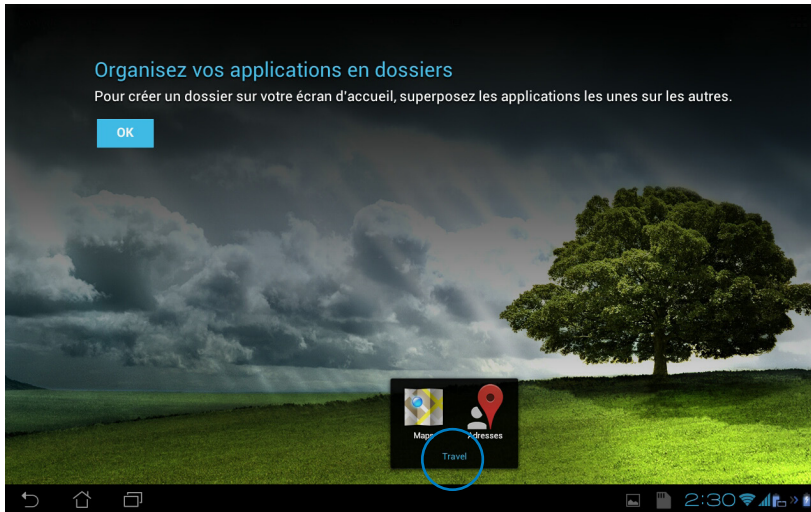 Organisez vos applications en dossiers
Pour créer un dossier sur votre écran d'accueil, superposez les applications les unes sur les autres.
OK
Maps Adresses
Travel
2:30